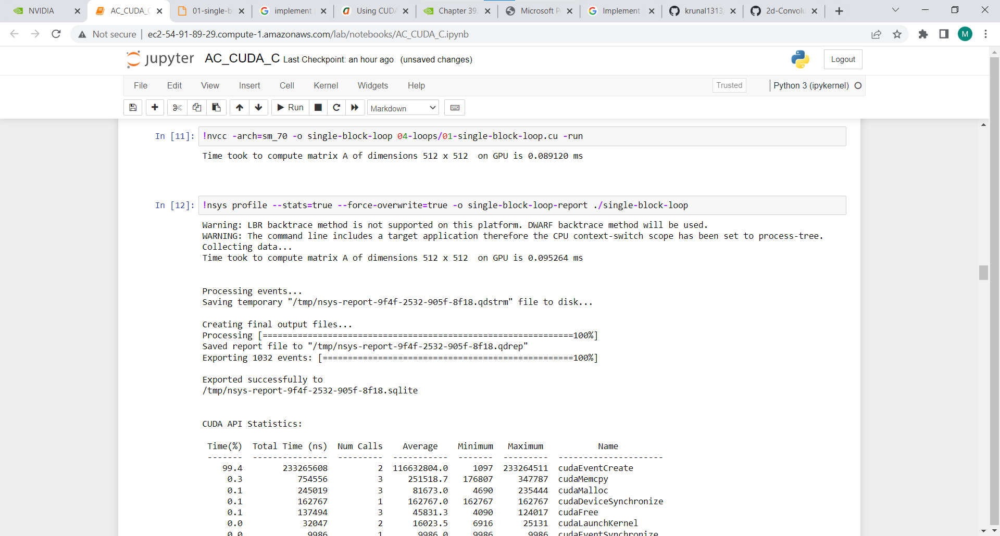 NVIDIA
AC_CUDA_C
01-single-b
implement
Using CUDA
Chapter 39.
Microsoft P
Implement
krunal1313
2d-Convolu
Not secure
ec2-54-91-89-29.compute-1.amazonaws.com/lab/notebooks/AC_CUDA_C.ipynb
M
jupyter
AC_CUDA_C Last Checkpoint: an hour ago (unsaved changes)
Logout
File Edit View Insert Cell Kernel Widgets Help
Trusted
Python 3 (ipykernel)
Run
Markdown
In [11]: !nvcc -arch=sm_70 -o single-block-loop 04-loops/01-single-block-loop.cu -run
Time took to compute matrix A of dimensions 512 x 512  on GPU is 0.089120 ms
In [12]: !nsys profile --stats=true --force-overwrite=true -o single-block-loop-report ./single-block-loop
Warning: LBR backtrace method is not supported on this platform. DWARF backtrace method will be used.
WARNING: The command line includes a target application therefore the CPU context-switch scope has been set to process-tree.
Collecting data...
Time took to compute matrix A of dimensions 512 x 512  on GPU is 0.095264 ms
Processing events...
Saving temporary "/tmp/nsys-report-9f4f-2532-905f-8f18.qdstrm" file to disk...
Creating final output files...
Processing [==============================================================100%]
Saved report file to "/tmp/nsys-report-9f4f-2532-905f-8f18.qdrep"
Exporting 1032 events: [==================================================100%]
Exported successfully to
/tmp/nsys-report-9f4f-2532-905f-8f18.sqlite
CUDA API Statistics:
Time(%)  Total Time (ns)  Num Calls    Average    Minimum   Maximum           Name
-------  ---------------  ---------  -----------  -------  ---------  ---------------------
99.4        233265608          2  116632804.0     1097  233264511  cudaEventCreate
0.3           754556          3     251518.7   176807     347787  cudaMemcpy
0.1           245019          3      81673.0     4690     235444  cudaMalloc
0.1           162767          1     162767.0   162767     162767  cudaDeviceSynchronize
0.1           137494          3      45831.3     4090     124017  cudaFree
0.0            32047          2      16023.5     6916      25131  cudaLaunchKernel
0.0             9986          1       9986.0     9986       9986  cudaEventSynchronize